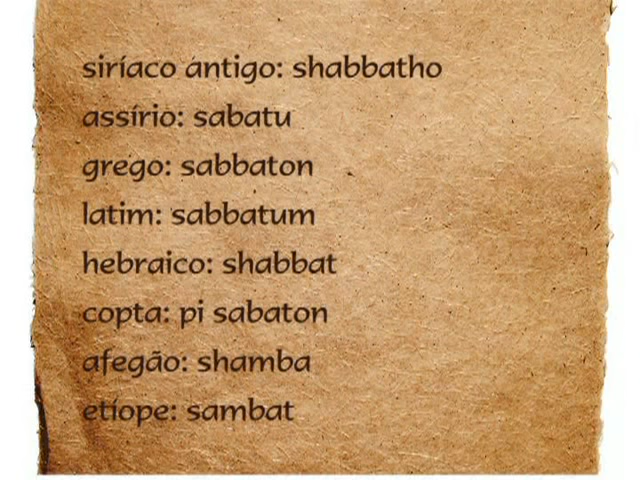 siríaco antigo: shabbatho
assírio: sabatu
grego: sabbaton
latim: sabbatum
hebraico: shabbat
copta: pi sabaton
afegão: shamba
etíope: sambat